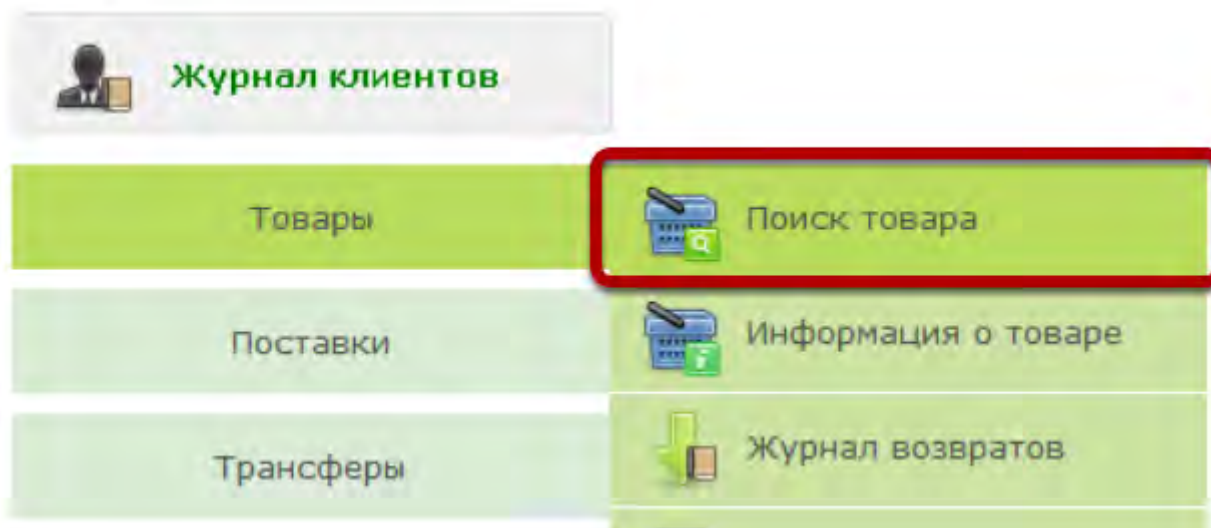 Журнал клиентов
Товары
Поиск товара
Поставки
Информация о товаре
Трансферы
Журнал возвратов